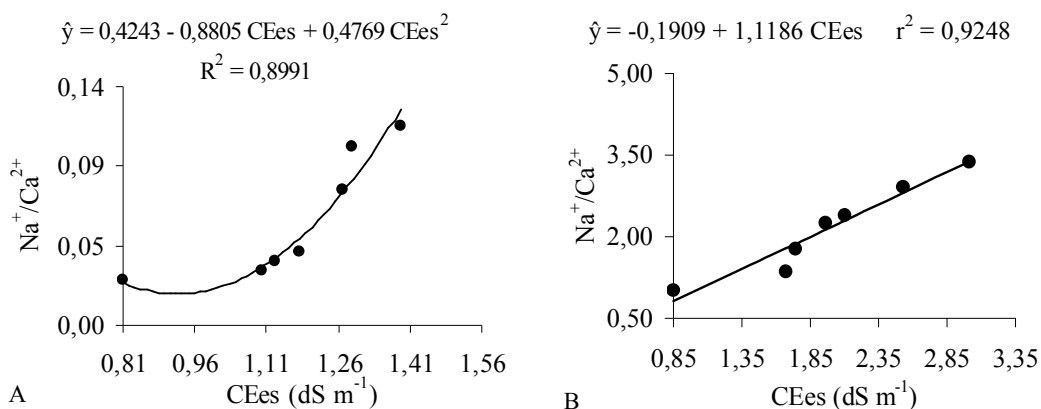 ŷ = 0,4243 - 0,8805 CEes + 0,4769 CEes²
R² = 0,8991
0,14
0,09
0,05
0,00
Na⁺/Ca²⁺
0,81 0,96 1,11 1,26 1,41 1,56
CEes (dS m⁻¹)
A
ŷ = -0,1909 + 1,1186 CEes r² = 0,9248
5,00
3,50
2,00
0,50
Na⁺/Ca²⁺
0,85 1,35 1,85 2,35 2,85 3,35
CEes (dS m⁻¹)
B